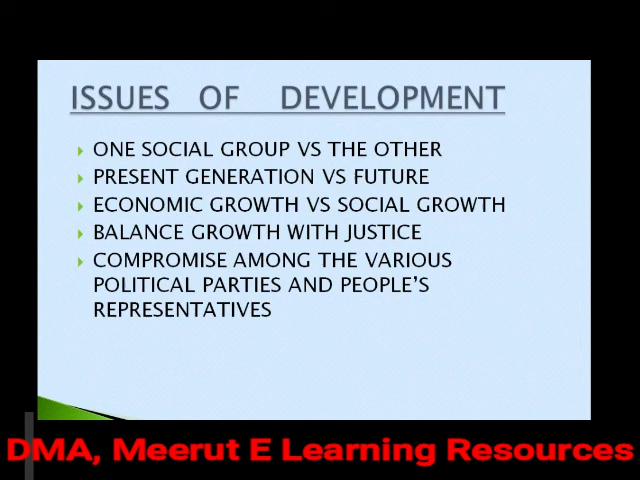 ISSUES OF DEVELOPMENT
ONE SOCIAL GROUP VS THE OTHER
PRESENT GENERATION VS FUTURE
ECONOMIC GROWTH VS SOCIAL GROWTH
BALANCE GROWTH WITH JUSTICE
COMPROMISE AMONG THE VARIOUS
POLITICAL PARTIES AND PEOPLE'S
REPRESENTATIVES
DMA, Meerut E Learning Resources